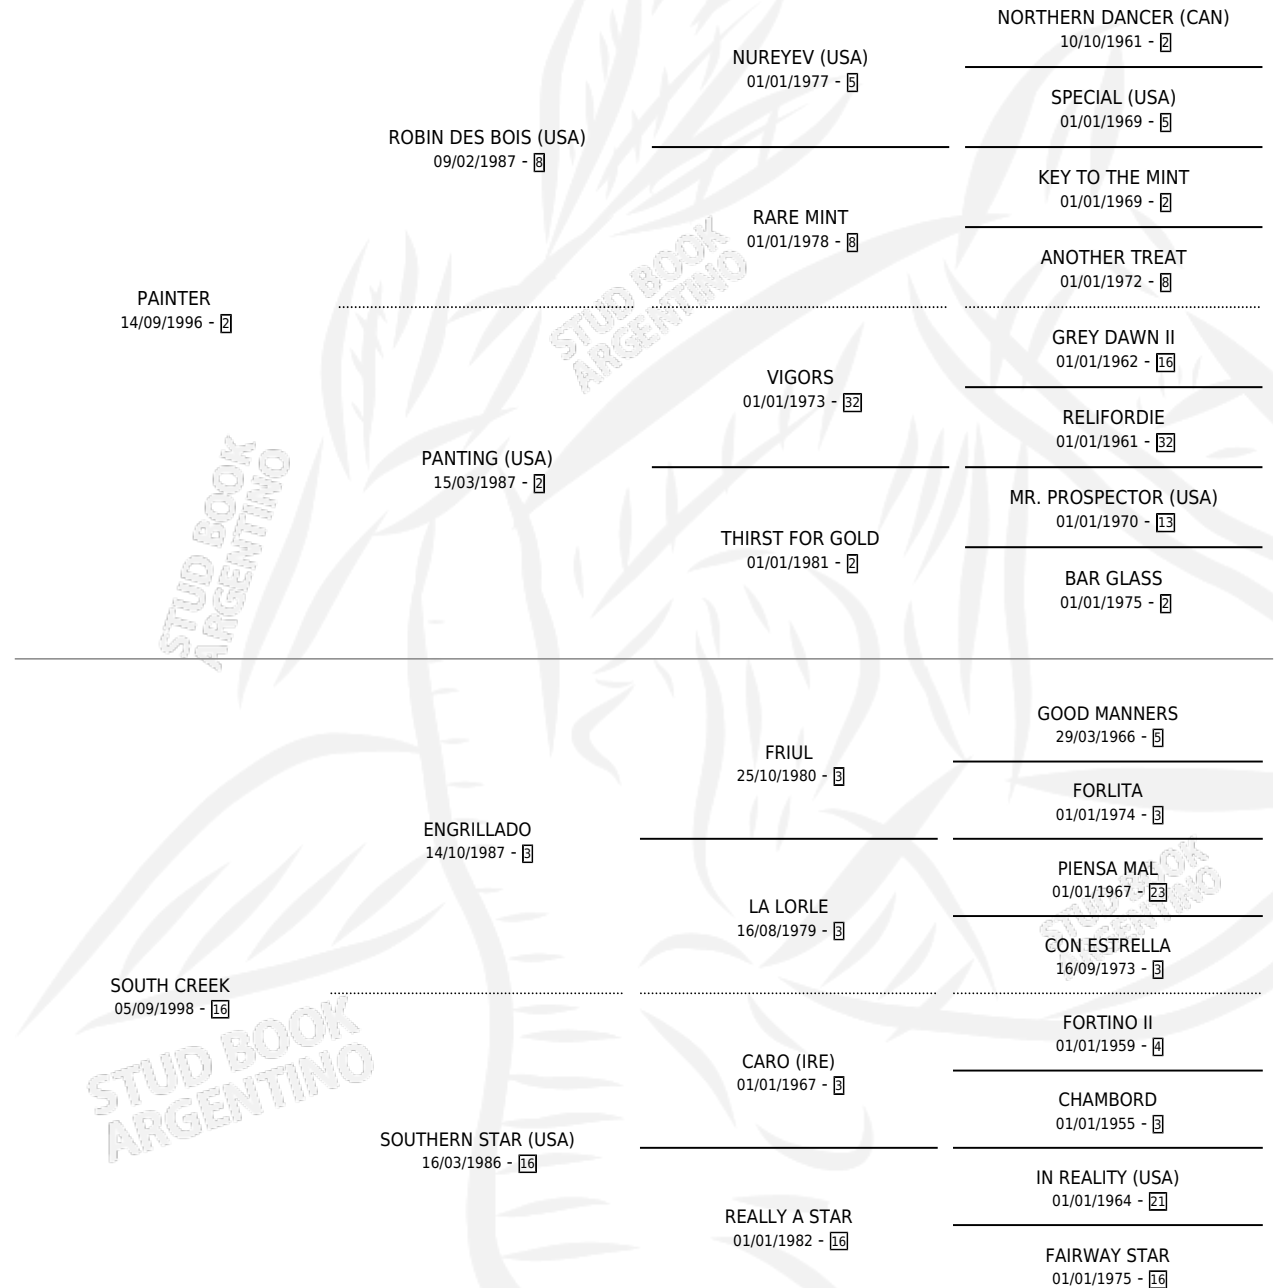 NORTHERN DANCER (CAN)
10/10/1961 - 2
NUREYEV (USA)
01/01/1977 - 5
SPECIAL (USA)
01/01/1969 - 5
ROBIN DES BOIS (USA)
09/02/1987 - 8
KEY TO THE MINT
01/01/1969 - 2
RARE MINT
01/01/1978 - 8
ANOTHER TREAT
01/01/1972 - 8
PAINTER
14/09/1996 - 2
GREY DAWN II
01/01/1962 - 16
VIGORS
01/01/1973 - 32
RELIFORDIE
01/01/1961 - 32
PANTING (USA)
15/03/1987 - 2
MR. PROSPECTOR (USA)
01/01/1970 - 13
THIRST FOR GOLD
01/01/1981 - 2
BAR GLASS
01/01/1975 - 2
GOOD MANNERS
29/03/1966 - 5
FRIUL
25/10/1980 - 3
FORLITA
01/01/1974 - 3
ENGRILLADO
14/10/1987 - 3
PIENSA MAL
01/01/1967 - 23
LA LORLE
16/08/1979 - 3
CON ESTRELLA
16/09/1973 - 3
SOUTH CREEK
05/09/1998 - 16
FORTINO II
01/01/1959 - 4
CARO (IRE)
01/01/1967 - 3
CHAMBORD
01/01/1955 - 3
SOUTHERN STAR (USA)
16/03/1986 - 16
IN REALITY (USA)
01/01/1964 - 21
REALLY A STAR
01/01/1982 - 16
FAIRWAY STAR
01/01/1975 - 16
STUD BOOK
ARGENTINO
STUD BOOK
ARGENTINO
STUD BOOK
ARGENTINO
STUD BOOK
ARGENTINO